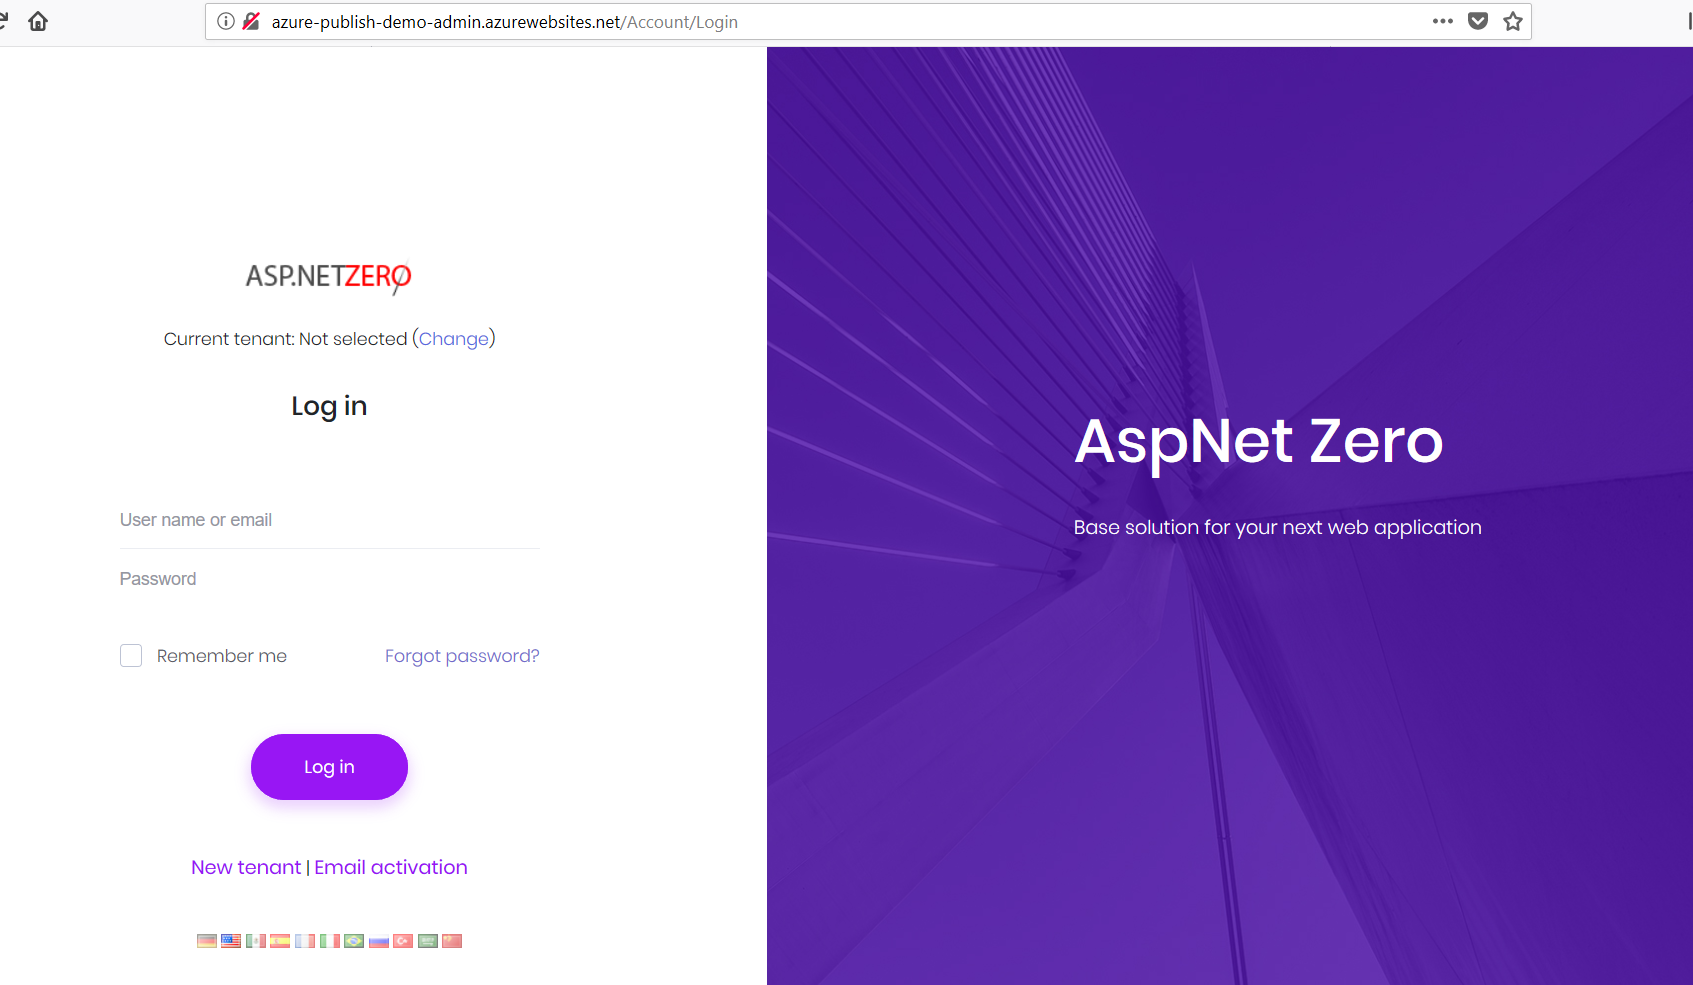 azure-publish-demo-admin.azurewebsites.net/Account/Login
ASP.NETZERO
Current tenant: Not selected (Change)
Log in
User name or email
Password
Remember me
Forgot password?
Log in
New tenant | Email activation
AspNet Zero
Base solution for your next web application